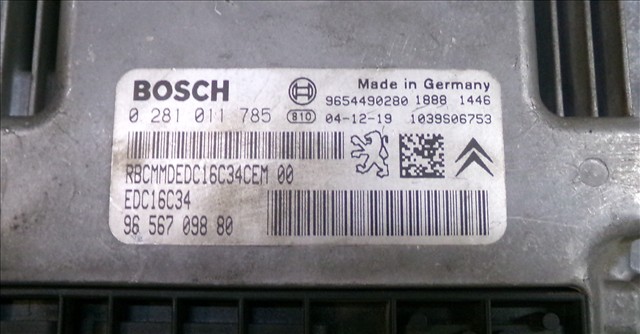 BOSCH
Made in Germany
9654490280 1888 1446
0 281 011 785 810 04-12-19 1039S06753
RBCMMDEDC16C34CEM 00
EDC16C34
96 567 098 80